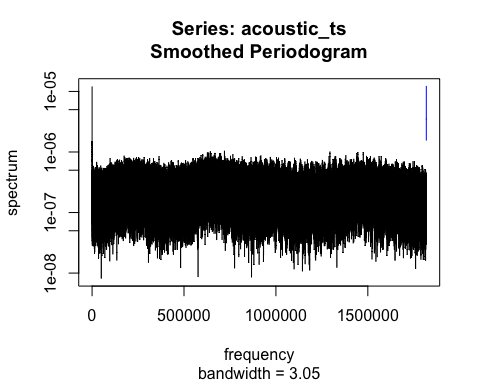 Series: acoustic_ts
Smoothed Periodogram
spectrum
1e-05
1e-06
1e-07
1e-08
0 500000 1000000 1500000
frequency
bandwidth = 3.05